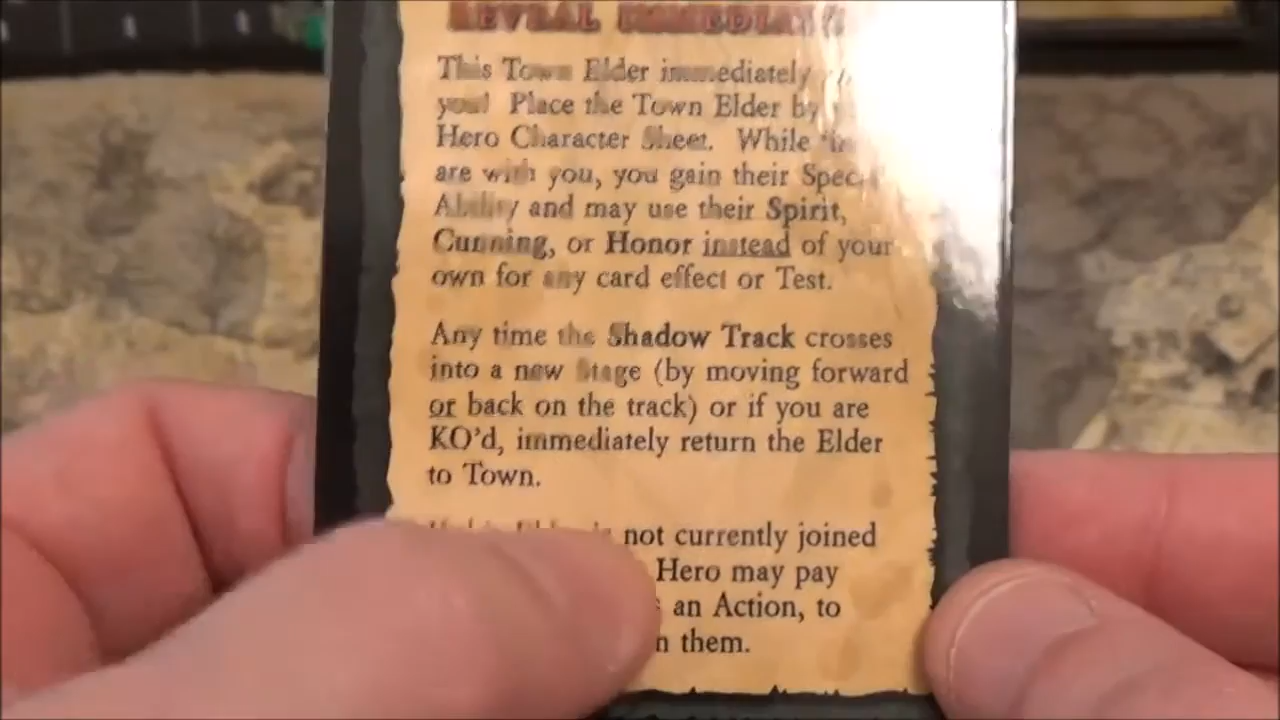 REVEAL IMMEDIATELY
This Town Elder immediately
you! Place the Town Elder by
Hero Character Sheet. While
are with you, you gain their Special
Ability and may use their Spirit,
Cunning, or Honor instead of your
own for any card effect or Test.
Any time the Shadow Track crosses
into a new Stage (by moving forward
or back on the track) or if you are
KO'd, immediately return the Elder
to Town.
not currently joined
Hero may pay
an Action, to
them.